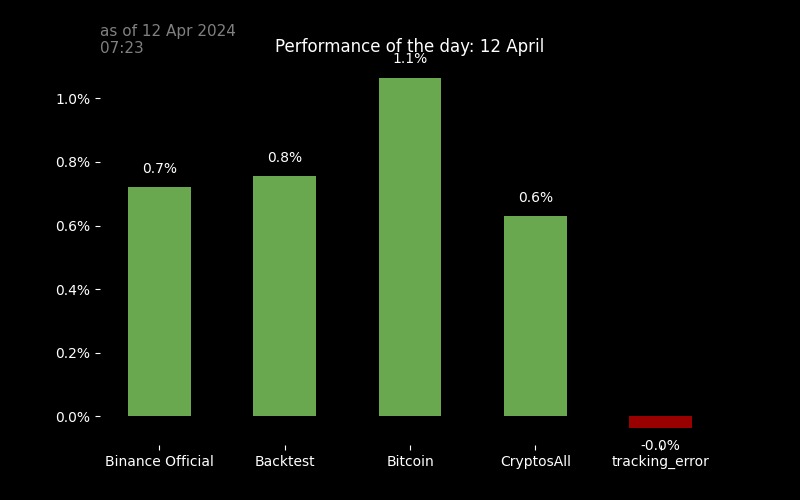 as of 12 Apr 2024
07:23
Performance of the day: 12 April
1.1%
1.0%
0.8%
0.8%
0.7%
0.6%
0.6%
0.4%
0.2%
0.0%
-0.0%
Binance Official
Backtest
Bitcoin
CryptosAll
tracking_error